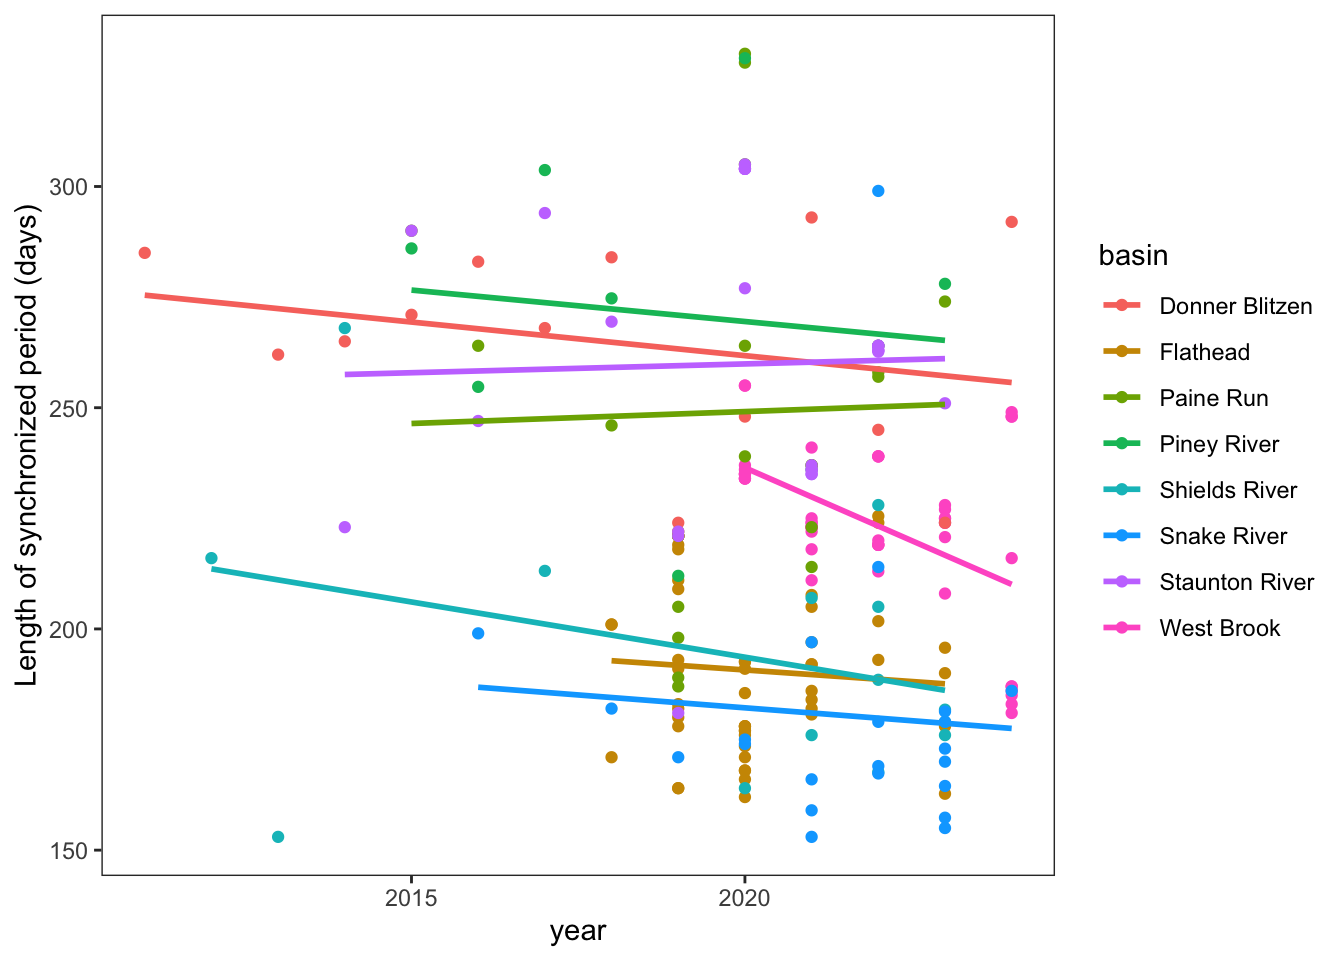 Length of synchronized period (days)
300
250
200
150
2015
2020
year
basin
Donner Blitzen
Flathead
Paine Run
Piney River
Shields River
Snake River
Staunton River
West Brook